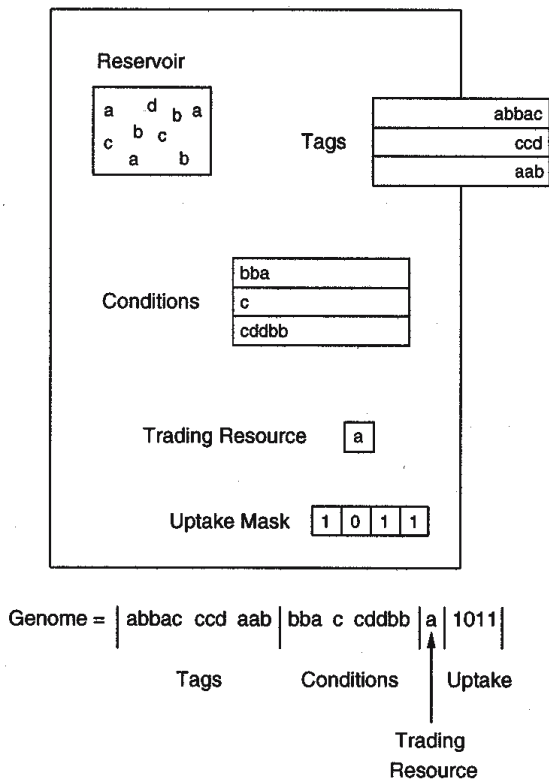 Reservoir
a d b a
c b c
a b
Tags
abbac
ccd
aab
Conditions
bba
c
cddbb
Trading Resource a
Uptake Mask 1 0 1 1
Genome = | abbac ccd aab | bba c cddbb | a | 1011 |
Tags Conditions Uptake
Trading
Resource